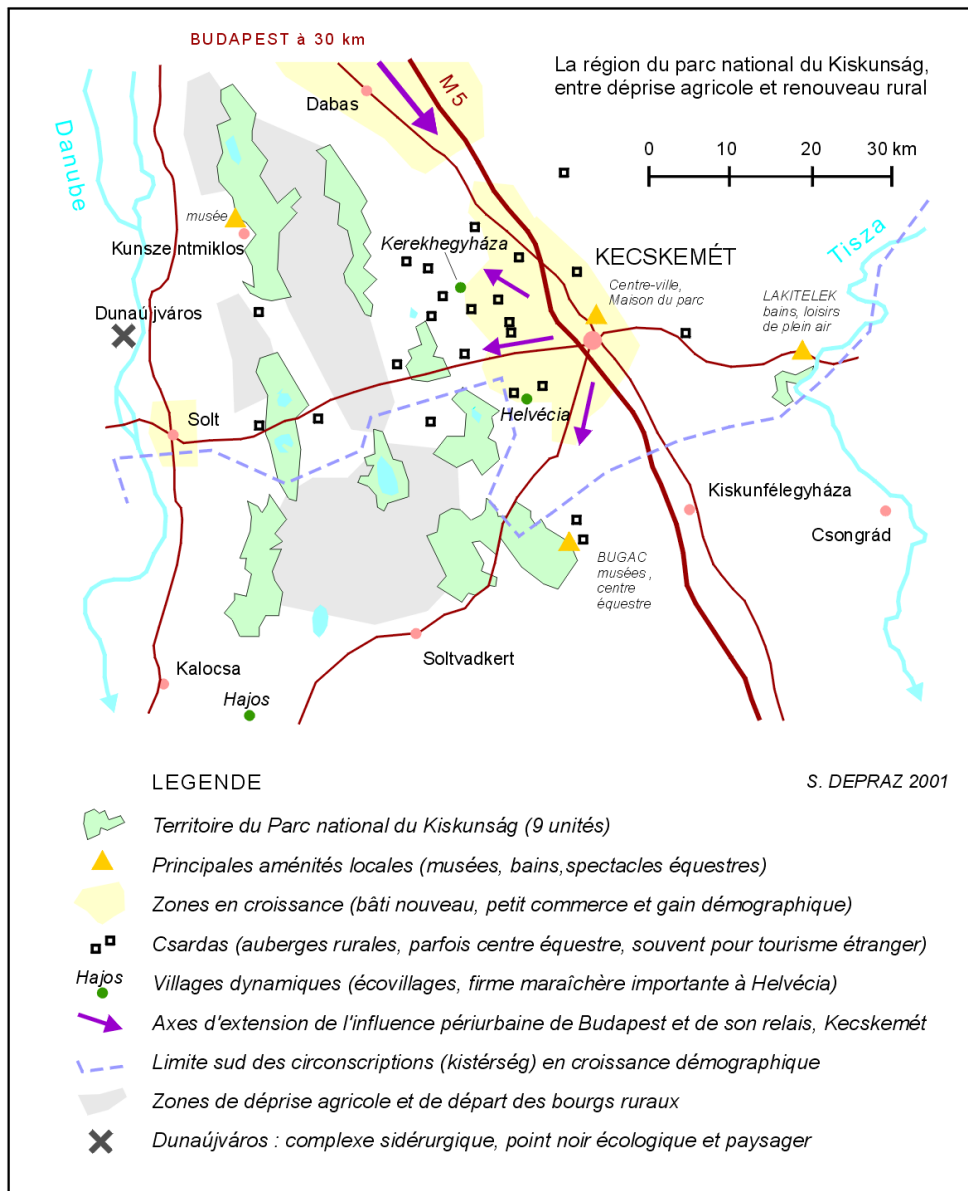 BUDAPEST à 30 km
La région du parc national du Kiskunság,
entre déprise agricole et renouveau rural
M 5
Dabas
0 10 20 30 km
Danube
Tisza
musée
Kunszentmiklos
Kerekhegyháza
KECSKEMÉT
Centre-ville,
Maison du parc
LAKITELEK
bains, loisirs
de plein air
Dunaújváros
Solt
Helvécia
Kiskunfélegyháza
Csongrád
BUGAC
musées ,
centre
équestre
Soltvadkert
Kalocsa
Hajos
LEGENDE
S. DEPRAZ 2001
Territoire du Parc national du Kiskunság (9 unités)
Principales aménités locales (musées, bains,spectacles équestres)
Zones en croissance (bâti nouveau, petit commerce et gain démographique)
Csardas (auberges rurales, parfois centre équestre, souvent pour tourisme étranger)
Hajos
Villages dynamiques (écovillages, firme maraîchère importante à Helvécia)
Axes d'extension de l'influence périurbaine de Budapest et de son relais, Kecskemét
Limite sud des circonscriptions (kistérség) en croissance démographique
Zones de déprise agricole et de départ des bourgs ruraux
Dunaújváros : complexe sidérurgique, point noir écologique et paysager